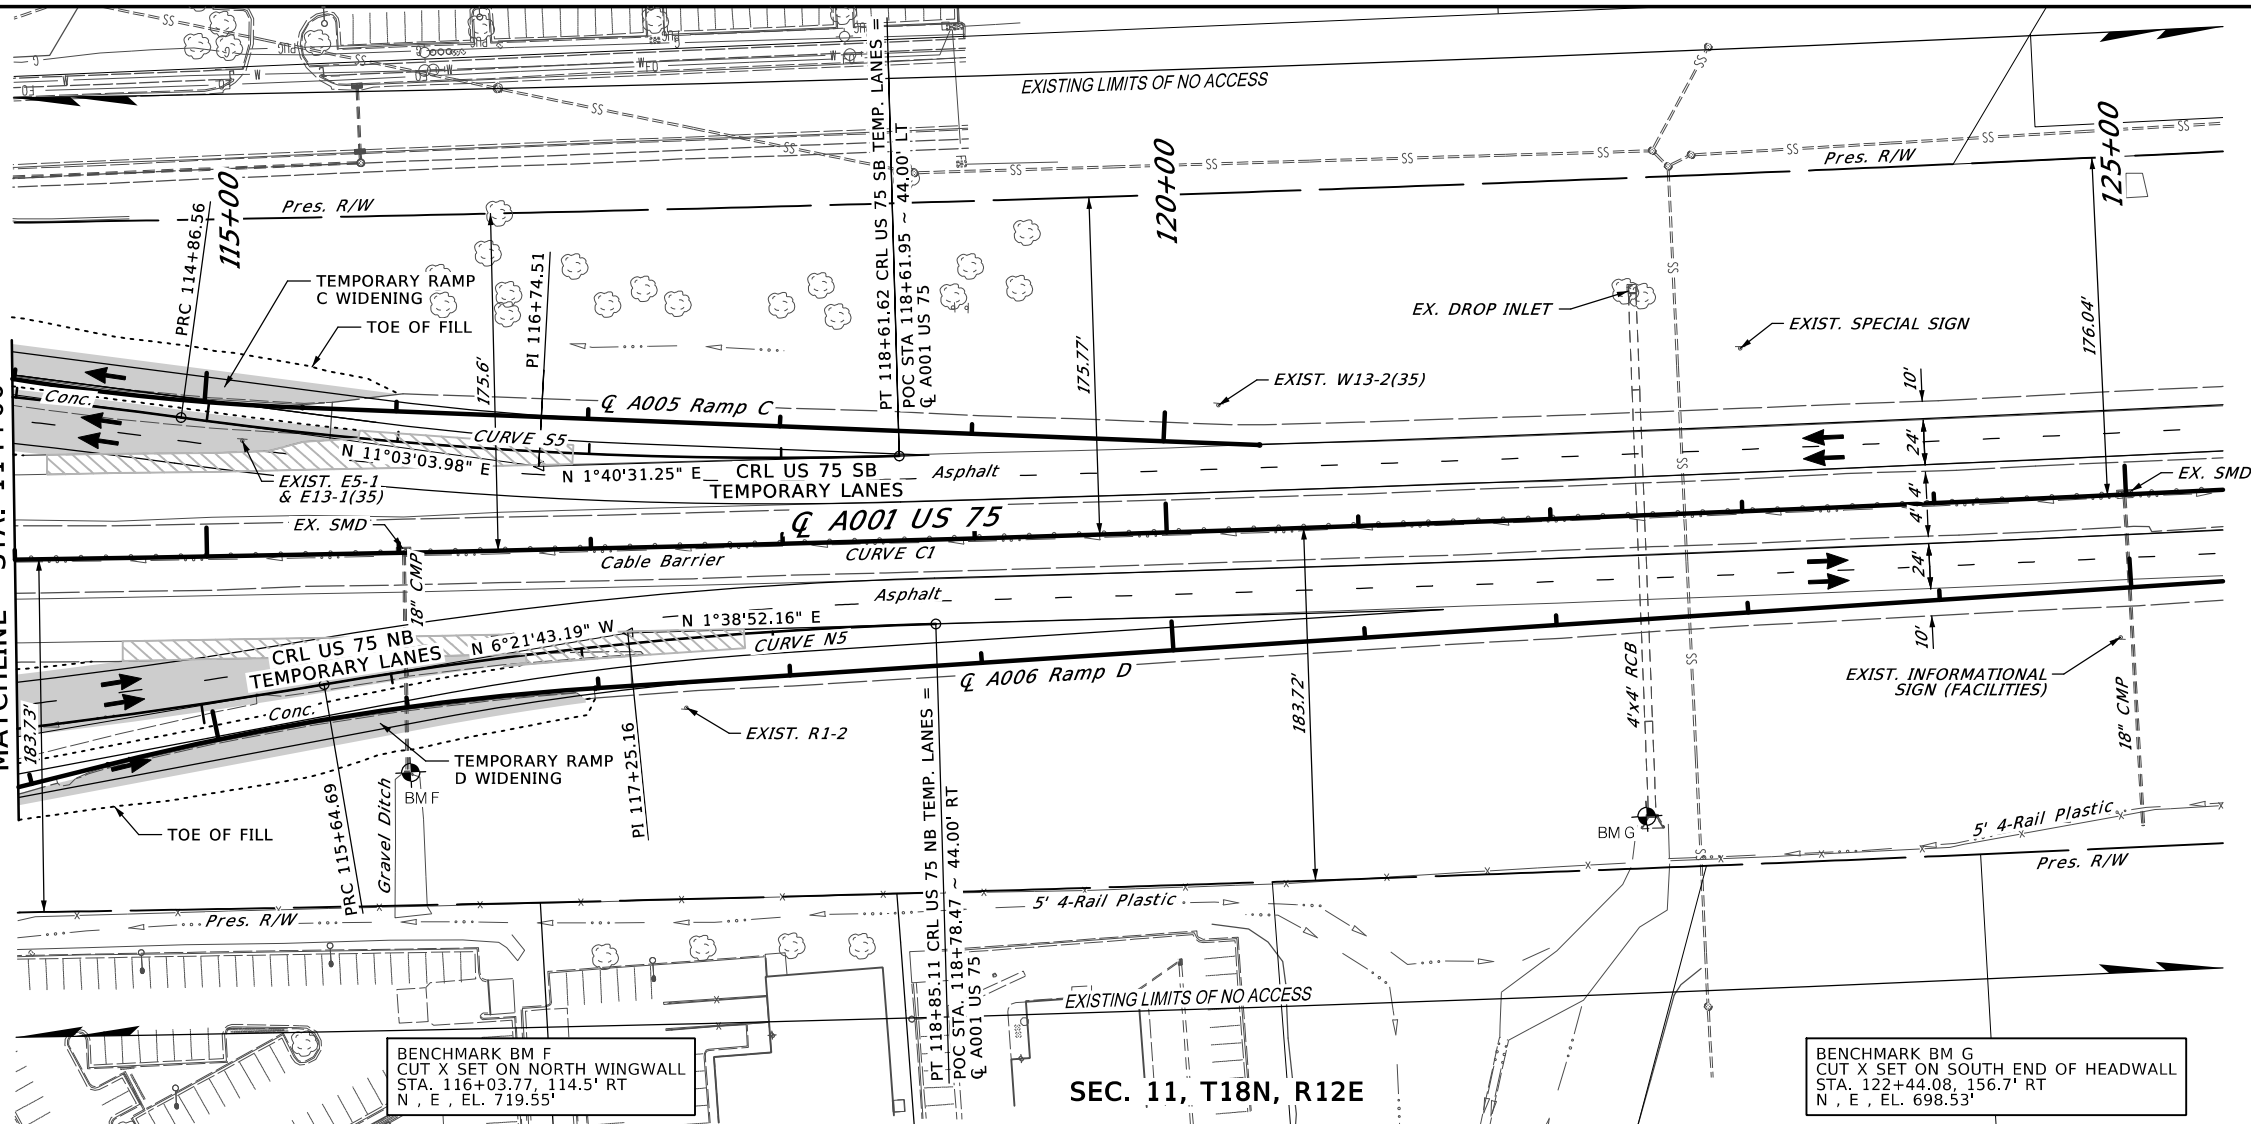 EXISTING LIMITS OF NO ACCESS
Pres. R/W
Pres. R/W
115+00
120+00
125+00
PRC 114+86.56
PI 116+74.51
PT 118+61.62 CRL US 75 SB TEMP. LANES =
POC STA 118+61.95 ~ 44.00' LT
℄ A001 US 75
TEMPORARY RAMP
C WIDENING
TOE OF FILL
175.6'
175.77'
176.04'
EX. DROP INLET
EXIST. SPECIAL SIGN
EXIST. W13-2(35)
10'
24'
4'
4'
24'
10'
Conc.
℄ A005 Ramp C
CURVE S5
N 11°03'03.98" E
N 1°40'31.25" E
CRL US 75 SB
TEMPORARY LANES
Asphalt
EXIST. E5-1
& E13-1(35)
EX. SMD
EX. SMD
℄ A001 US 75
Cable Barrier
CURVE C1
18" CMP
Asphalt
N 1°38'52.16" E
N 6°21'43.19" W
CURVE N5
CRL US 75 NB
TEMPORARY LANES
℄ A006 Ramp D
Conc.
EXIST. R1-2
EXIST. INFORMATIONAL
SIGN (FACILITIES)
4'x4' RCB
18" CMP
183.73'
183.72'
TEMPORARY RAMP
D WIDENING
BM F
BM G
TOE OF FILL
PRC 115+64.69
Gravel Ditch
PI 117+25.16
PT 118+85.11 CRL US 75 NB TEMP. LANES =
POC STA. 118+78.47 ~ 44.00' RT
℄ A001 US 75
5' 4-Rail Plastic
5' 4-Rail Plastic
Pres. R/W
Pres. R/W
EXISTING LIMITS OF NO ACCESS
BENCHMARK BM F
CUT X SET ON NORTH WINGWALL
STA. 116+03.77, 114.5' RT
N , E , EL. 719.55'
SEC. 11, T18N, R12E
BENCHMARK BM G
CUT X SET ON SOUTH END OF HEADWALL
STA. 122+44.08, 156.7' RT
N , E , EL. 698.53'